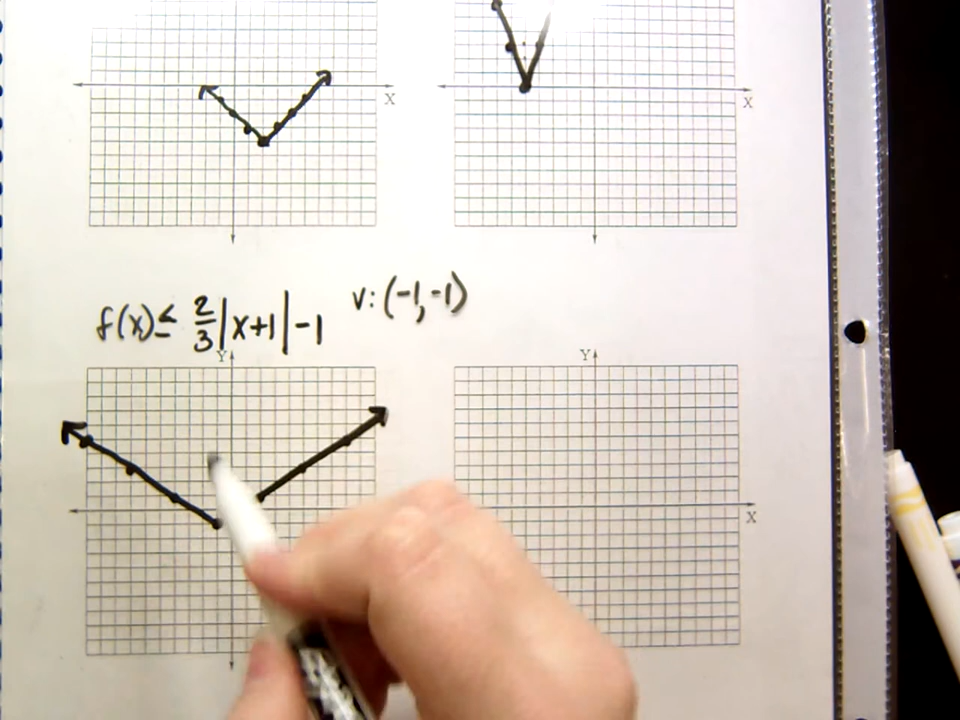 X
X
f(x) ≤ 2/3|x+1|-1 v: (-1,-1)
Y
Y
X